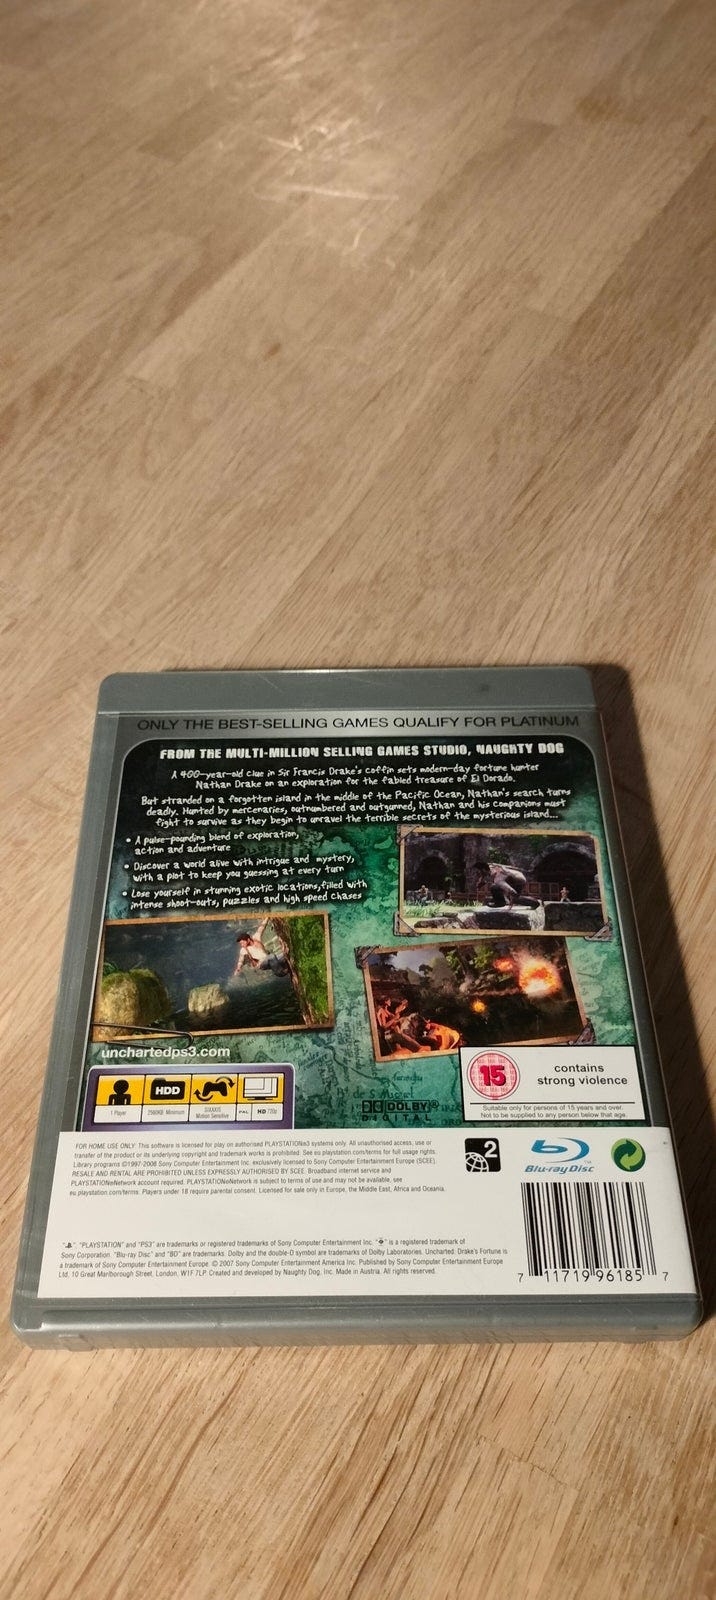 ONLY THE BEST-SELLING GAMES QUALIFY FOR PLATINUM
FROM THE MULTI-MILLION SELLING GAMES STUDIO, NAUGHTY DOG
A 400-year-old clue in Sir Francis Drake's coffin sets modern-day fortune hunter
Nathan Drake on an exploration for the fabled treasure of El Dorado.
But stranded on a forgotten island in the middle of the Pacific Ocean, Nathan's search turns
deadly. Hunted by mercenaries, outnumbered and outgunned, Nathan and his companions must
fight to survive as they begin to unravel the terrible secrets of the mysterious island...
• A pulse-pounding blend of exploration,
action and adventure
• Discover a world alive with intrigue and mystery,
with a plot to keep you guessing at every turn
• Lose yourself in stunning exotic locations, filled with
intense shoot-outs, puzzles and high speed chases
unchartedps3.com
HDD
1 Player
2560KB Minimum
SIXAXIS
Motion Sensitive
PAL
HD 720p
DOLBY
DIGITAL
15
contains
strong violence
Suitable only for persons of 15 years and over.
Not to be supplied to any person below that age.
FOR HOME USE ONLY: This software is licensed for play on authorised PLAYSTATION®3 systems only. All unauthorised access, use or
transfer of the product or its underlying copyright and trademark works is prohibited. See eu.playstation.com/terms for full usage rights.
Library programs ©1997-2008 Sony Computer Entertainment Inc. exclusively licensed to Sony Computer Entertainment Europe (SCEE).
RESALE AND RENTAL ARE PROHIBITED UNLESS EXPRESSLY AUTHORISED BY SCEE. Broadband internet service and
PLAYSTATION®Network account required. PLAYSTATION®Network is subject to terms of use and may not be available, see
eu.playstation.com/terms. Players under 18 require parental consent. Licensed for sale only in Europe, the Middle East, Africa and Oceania.
2
Blu-ray Disc
"PLAYSTATION" and "PS3" are trademarks or registered trademarks of Sony Computer Entertainment Inc. " " is a registered trademark of
Sony Corporation. "Blu-ray Disc" and "BD" are trademarks. Dolby and the double-D symbol are trademarks of Dolby Laboratories. Uncharted: Drake's Fortune is
a trademark of Sony Computer Entertainment Europe. © 2007 Sony Computer Entertainment America Inc. Published by Sony Computer Entertainment Europe
Ltd, 10 Great Marlborough Street, London, W1F 7LP. Created and developed by Naughty Dog, Inc. Made in Austria. All rights reserved.
7 11719 96185 7